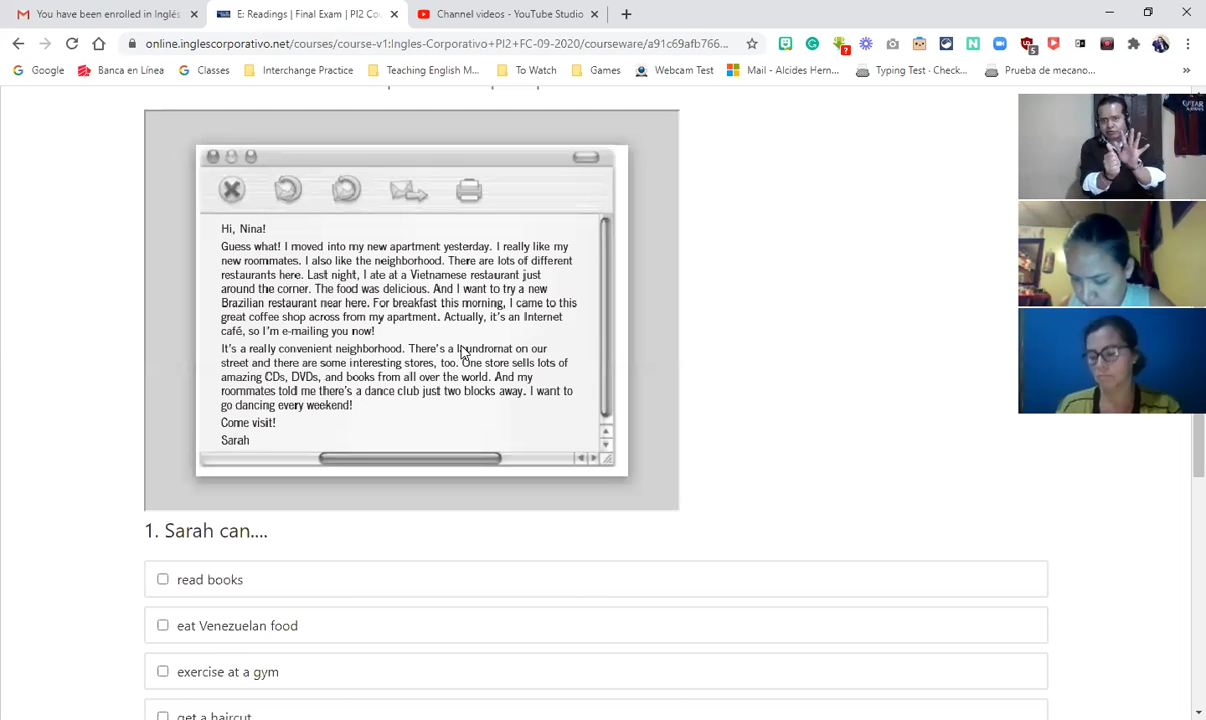 You have been enrolled in Inglés
E: Readings | Final Exam | PI2 Cou
Channel videos - YouTube Studio
online.inglescorporativo.net/courses/course-v1:Ingles-Corporativo+PI2+FC-09-2020/courseware/a91c69afb766...
Google
Banca en Línea
Classes
Interchange Practice
Teaching English M...
To Watch
Games
Webcam Test
Mail - Alcides Hern...
Typing Test - Check...
Prueba de mecano...
Hi, Nina!
Guess what! I moved into my new apartment yesterday. I really like my
new roommates. I also like the neighborhood. There are lots of different
restaurants here. Last night, I ate at a Vietnamese restaurant just
around the corner. The food was delicious. And I want to try a new
Brazilian restaurant near here. For breakfast this morning, I came to this
great coffee shop across from my apartment. Actually, it's an Internet
café, so I'm e-mailing you now!
It's a really convenient neighborhood. There's a laundromat on our
street and there are some interesting stores, too. One store sells lots of
amazing CDs, DVDs, and books from all over the world. And my
roommates told me there's a dance club just two blocks away. I want to
go dancing every weekend!
Come visit!
Sarah
1. Sarah can....
read books
eat Venezuelan food
exercise at a gym
get a haircut